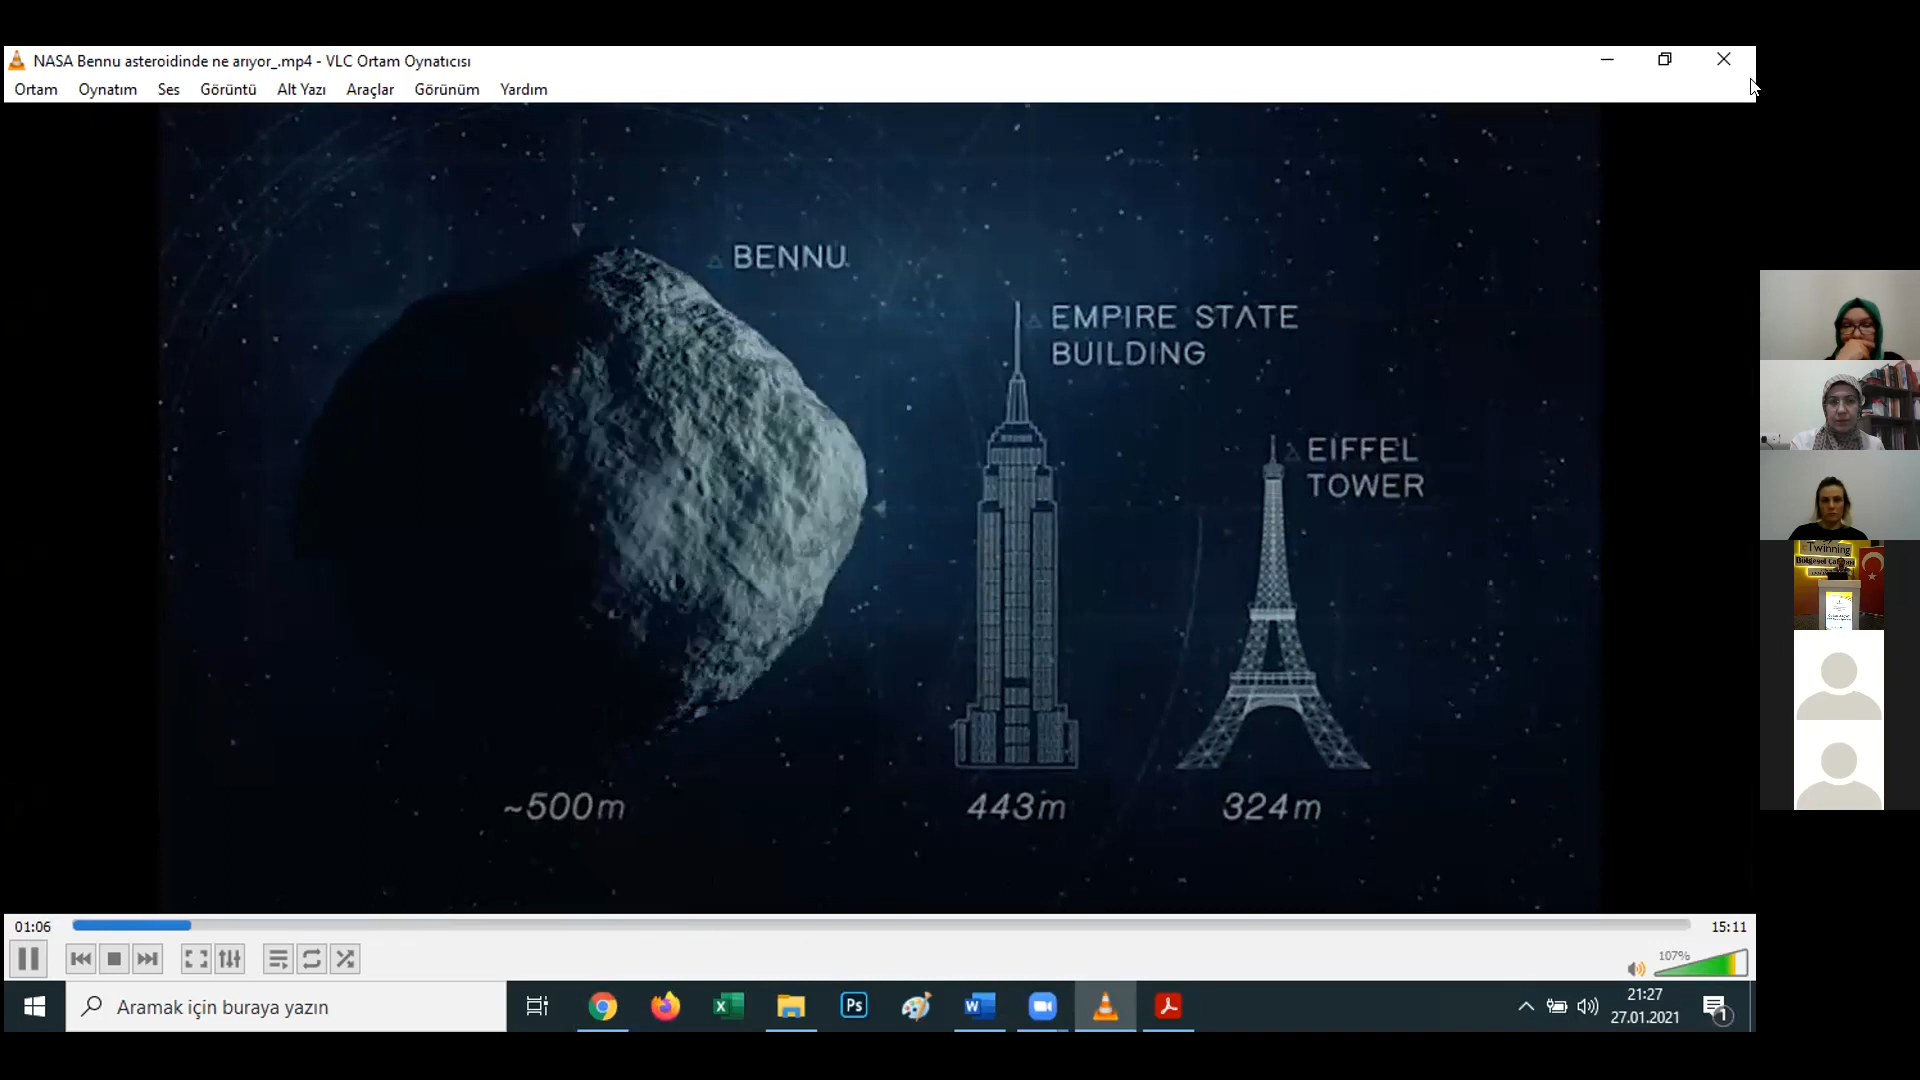 NASA Bennu asteroidinde ne arıyor_.mp4 - VLC Ortam Oynatıcısı
Ortam Oynatım Ses Görüntü Alt Yazı Araçlar Görünüm Yardım
BENNU
EMPIRE STATE
BUILDING
EIFFEL
TOWER
~500m 443m 324m
Twinning
01:06 15:11
107%
Aramak için buraya yazın
X
Ps
W
21:27
27.01.2021
1